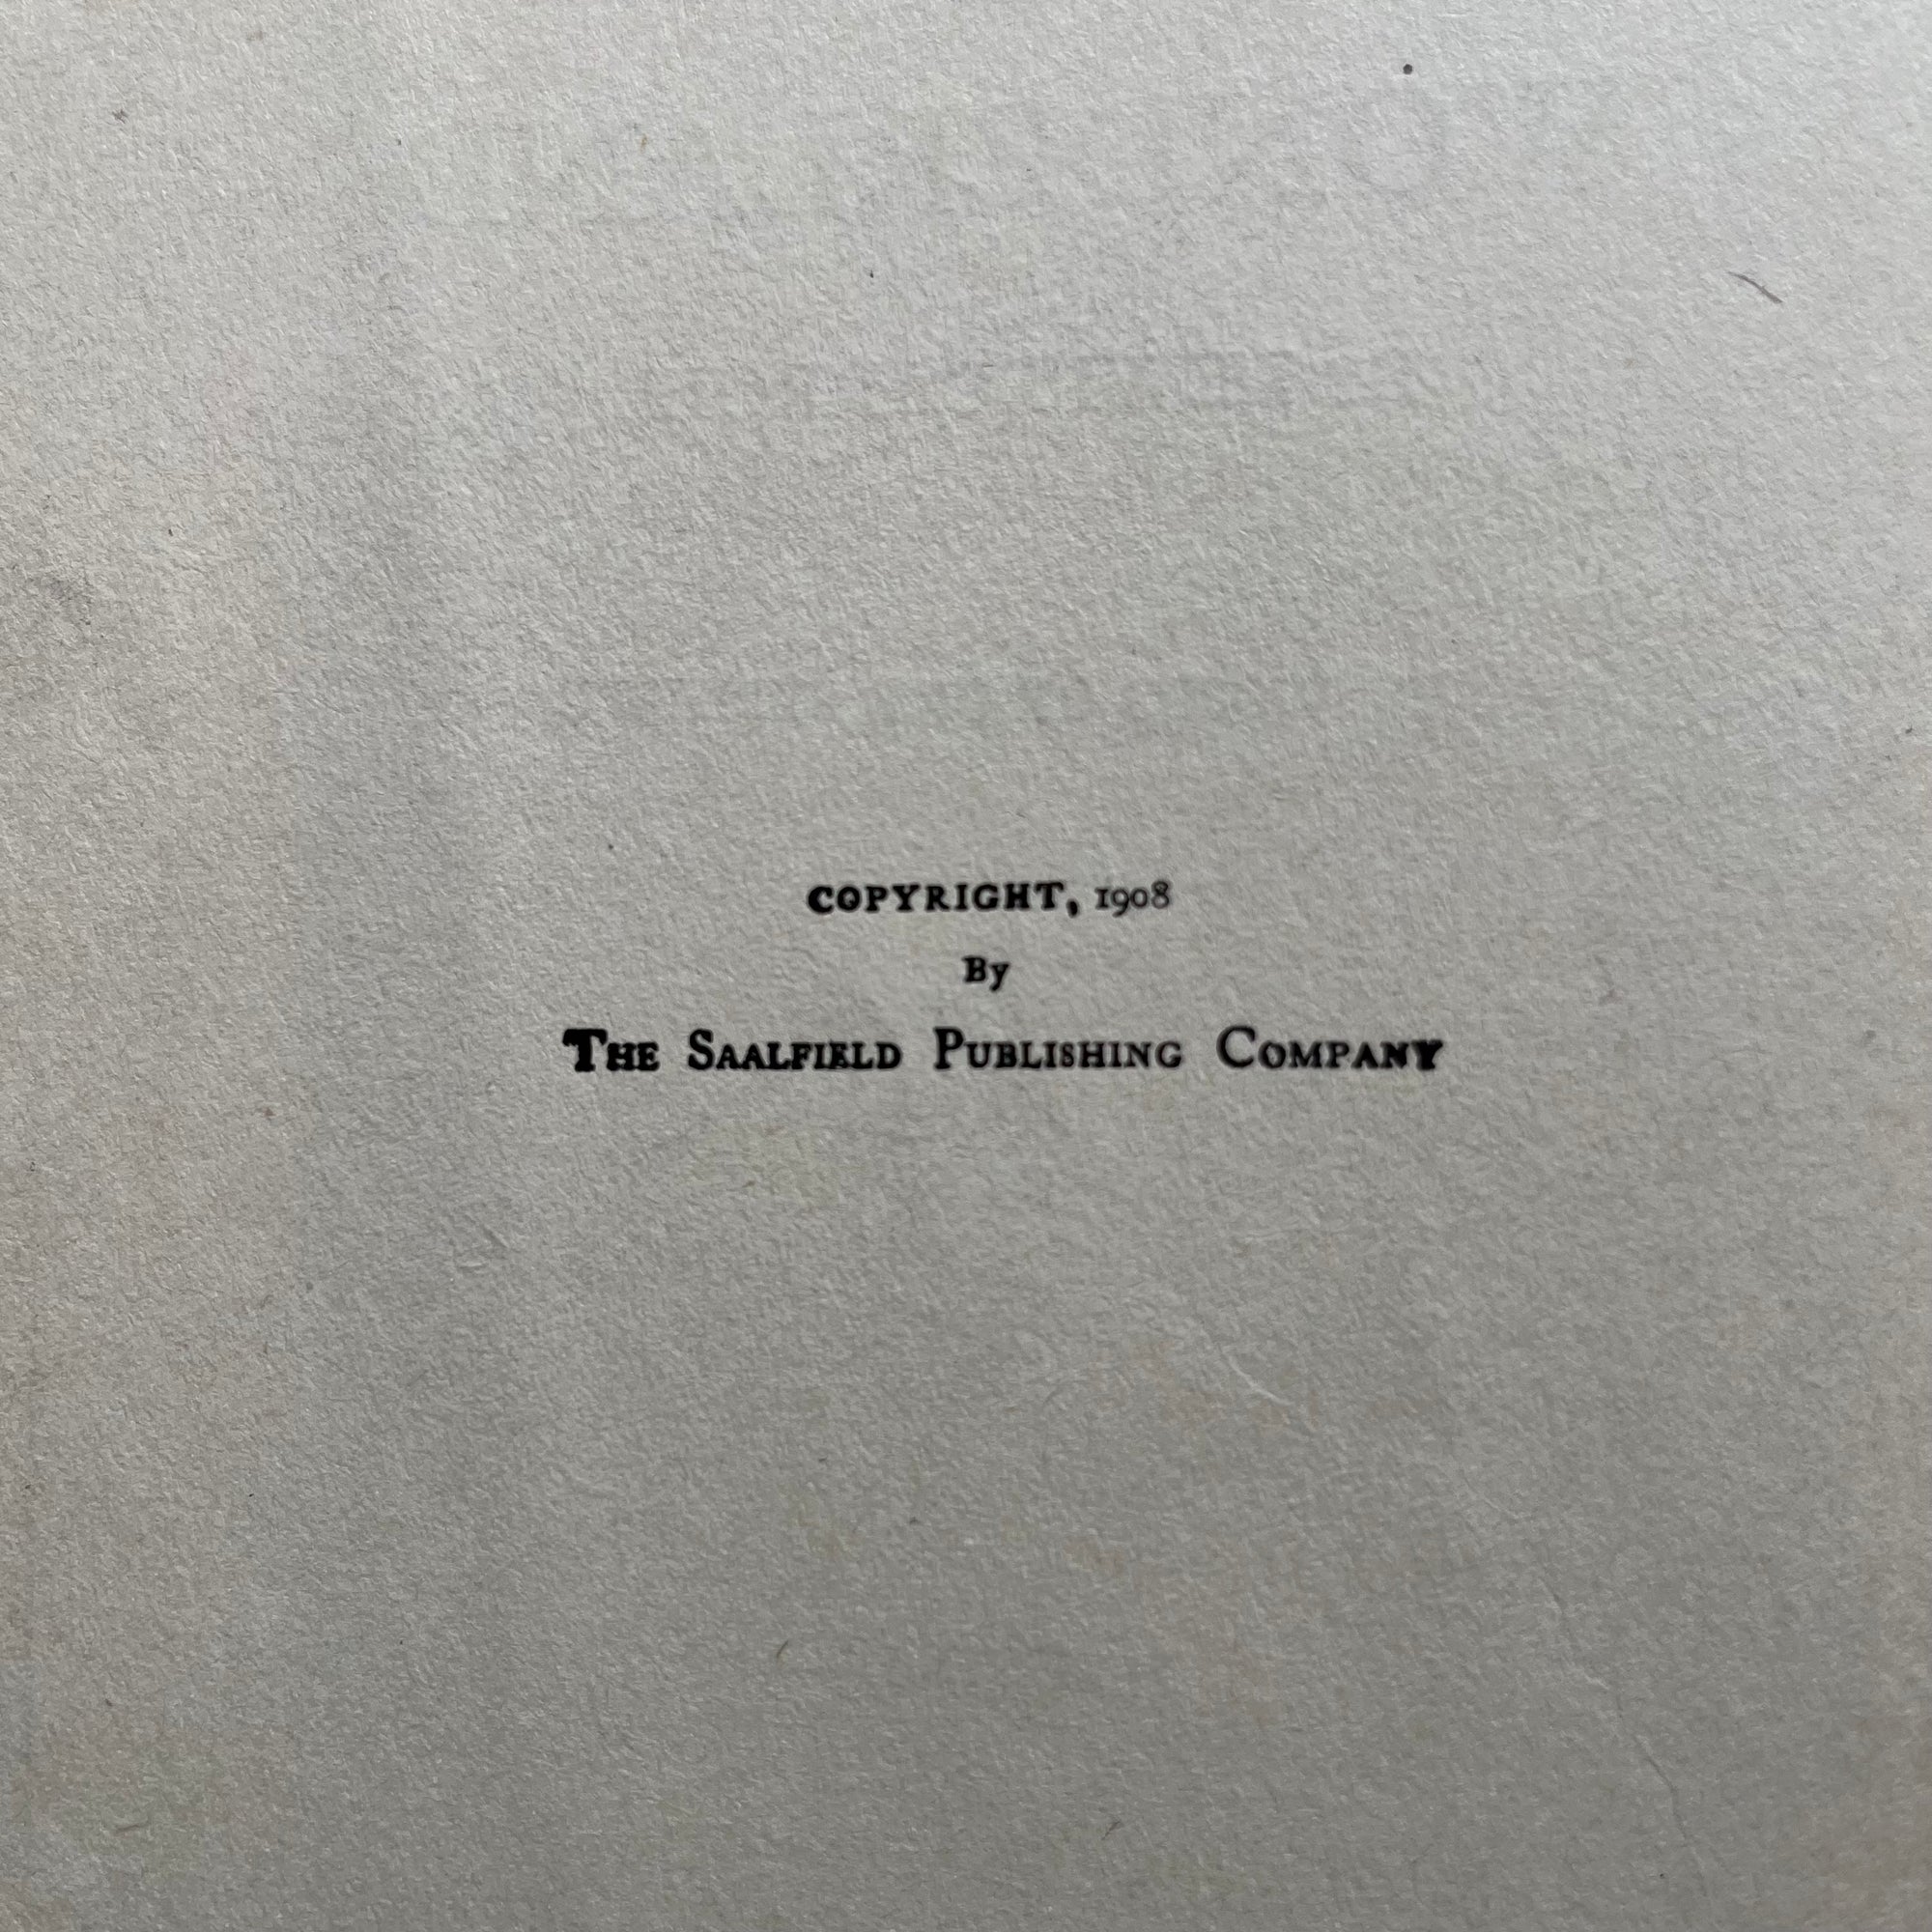 COPYRIGHT, 1908
By
THE SAALFIELD PUBLISHING COMPANY